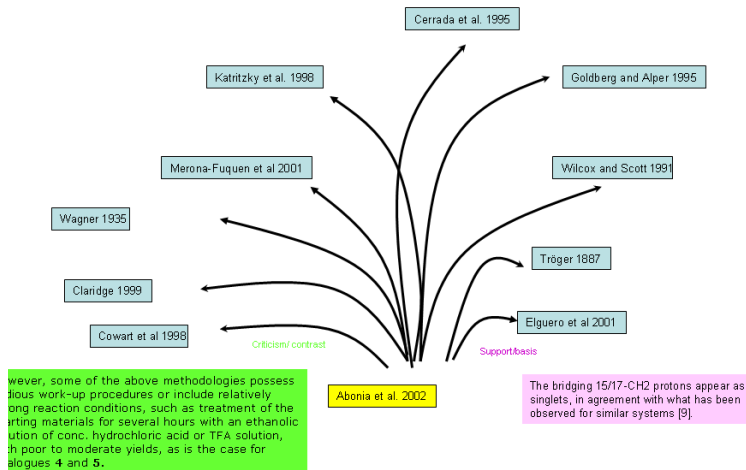 Cerrada et al. 1995
Katritzky et al. 1998
Goldberg and Alper 1995
Merona-Fuquen et al 2001
Wilcox and Scott 1991
Wagner 1935
Tröger 1887
Claridge 1999
Elguero et al 2001
Cowart et al 1998
Criticism/contrast
Support/basis
Abonia et al. 2002
wever, some of the above methodologies possess
dious work-up procedures or include relatively
rong reaction conditions, such as treatment of the
arting materials for several hours with an ethanolic
ution of conc. hydrochloric acid or TFA solution,
th poor to moderate yields, as is the case for
alogues 4 and 5.
The bridging 15/17-CH2 protons appear as
singlets, in agreement with what has been
observed for similar systems [9].